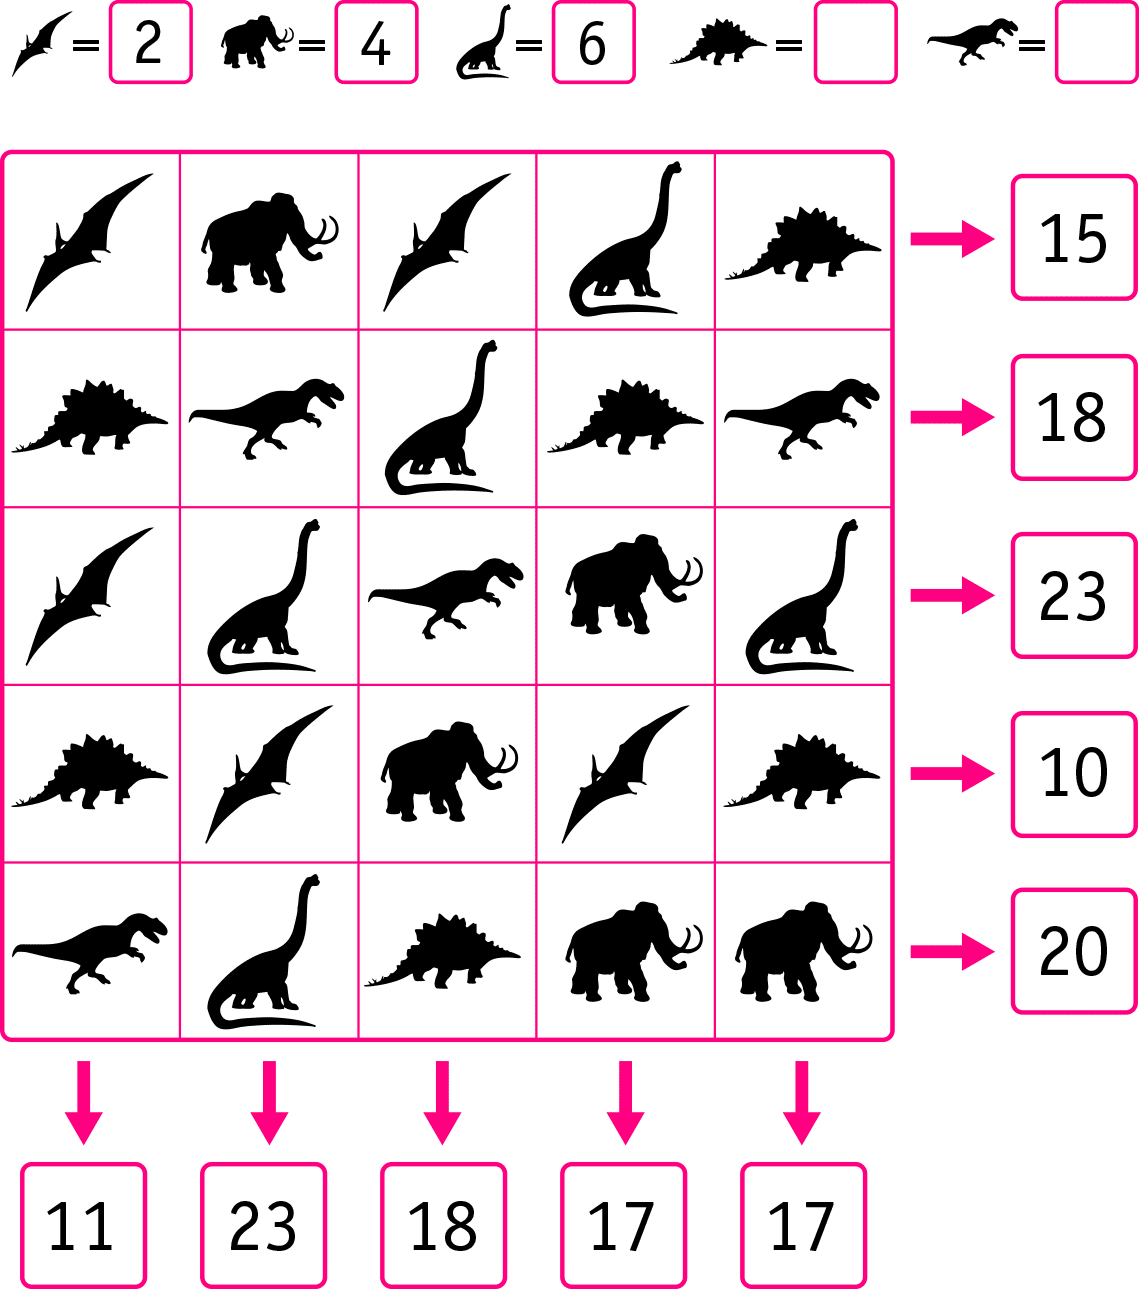 = 2 = 4 = 6 = =
15
18
23
10
20
11 23 18 17 17